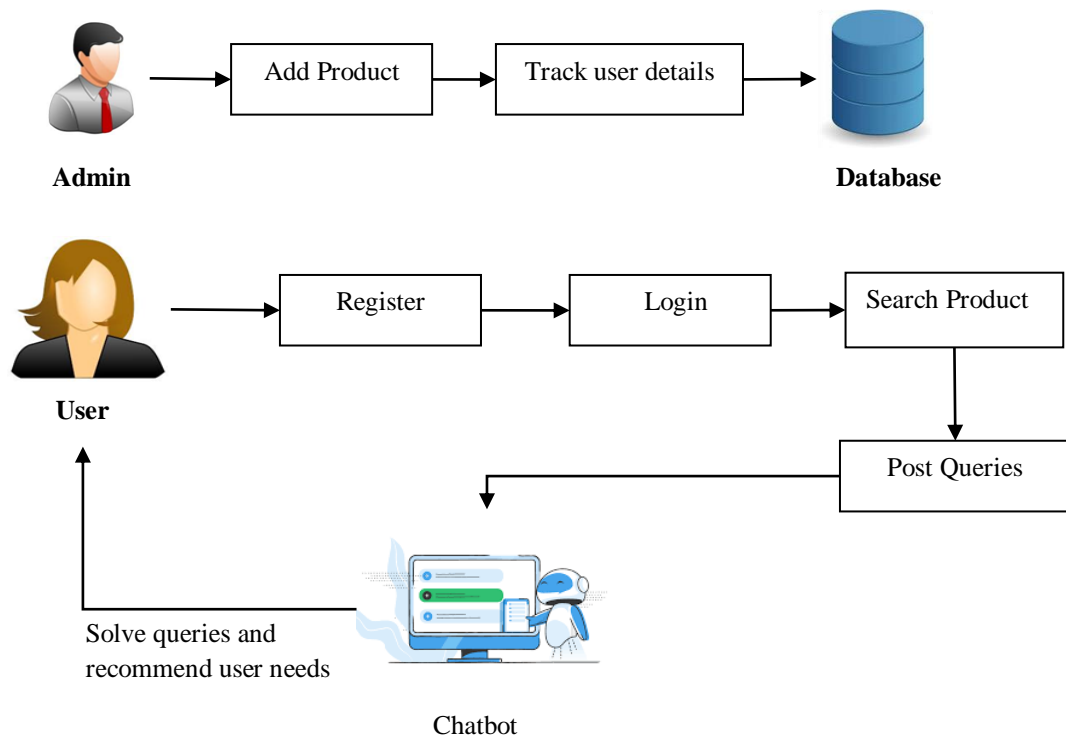 Add Product
Track user details
Admin
Database
Register
Login
Search Product
User
Post Queries
Solve queries and
recommend user needs
Chatbot